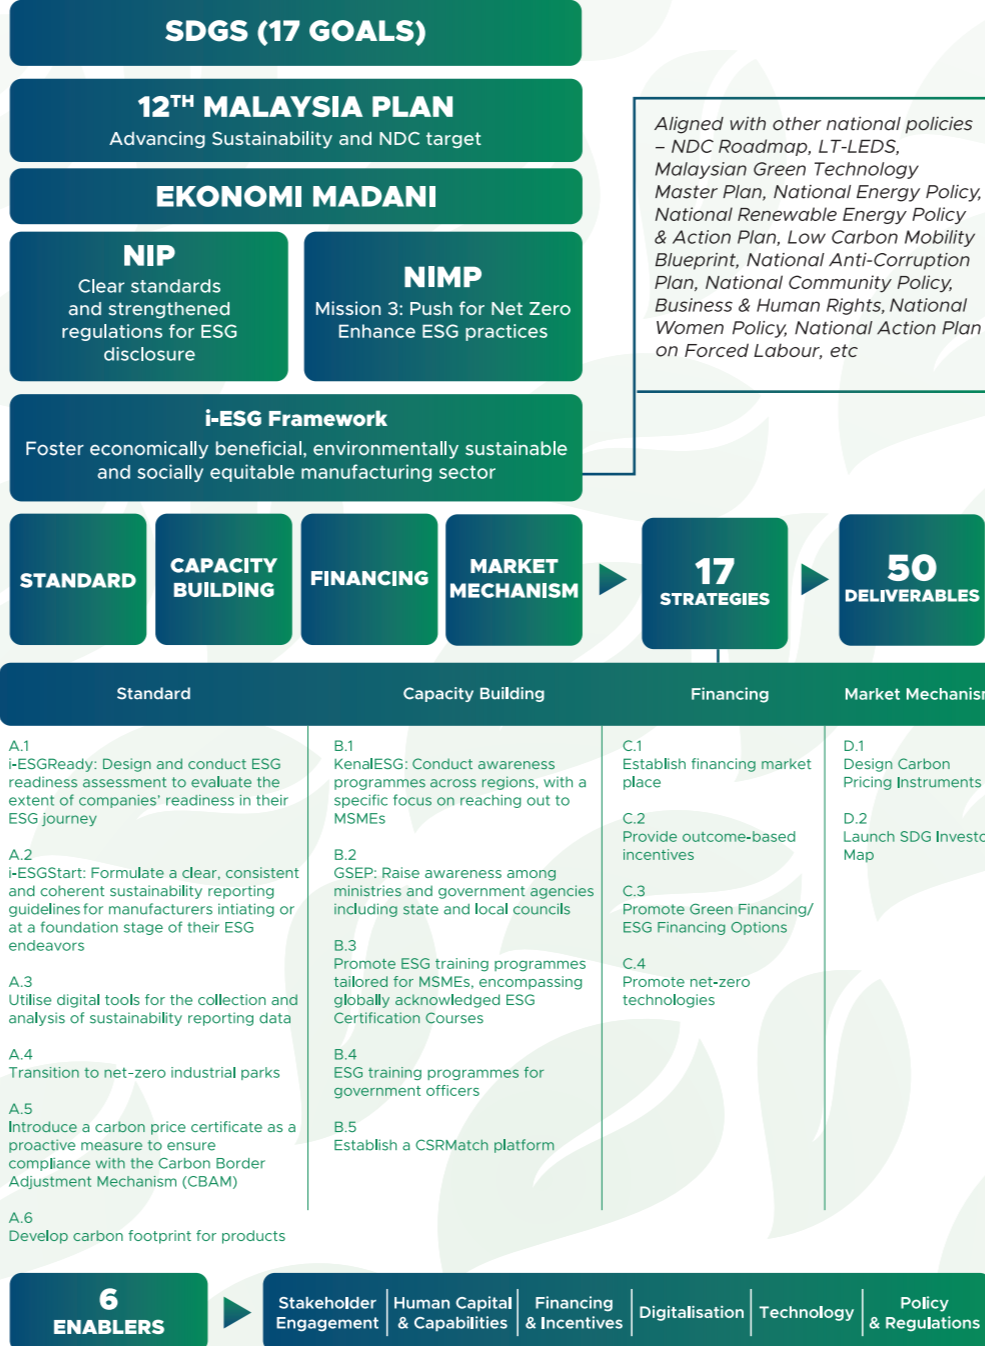 SDGS (17 GOALS)
12TH MALAYSIA PLAN
Advancing Sustainability and NDC target
EKONOMI MADANI
NIP
Clear standards
and strengthened
regulations for ESG
disclosure
NIMP
Mission 3: Push for Net Zero
Enhance ESG practices
Aligned with other national policies
– NDC Roadmap, LT-LEDS,
Malaysian Green Technology
Master Plan, National Energy Policy,
National Renewable Energy Policy
& Action Plan, Low Carbon Mobility
Blueprint, National Anti-Corruption
Plan, National Community Policy,
Business & Human Rights, National
Women Policy, National Action Plan
on Forced Labour, etc
i-ESG Framework
Foster economically beneficial, environmentally sustainable
and socially equitable manufacturing sector
STANDARD
CAPACITY
BUILDING
FINANCING
MARKET
MECHANISM
17
STRATEGIES
50
DELIVERABLES
Standard
A.1
i-ESGReady: Design and conduct ESG
readiness assessment to evaluate the
extent of companies' readiness in their
ESG journey
A.2
i-ESGStart: Formulate a clear, consistent
and coherent sustainability reporting
guidelines for manufacturers intiating or
at a foundation stage of their ESG
endeavors
A.3
Utilise digital tools for the collection and
analysis of sustainability reporting data
A.4
Transition to net-zero industrial parks
A.5
Introduce a carbon price certificate as a
proactive measure to ensure
compliance with the Carbon Border
Adjustment Mechanism (CBAM)
A.6
Develop carbon footprint for products
Capacity Building
B.1
KenalESG: Conduct awareness
programmes across regions, with a
specific focus on reaching out to
MSMEs
B.2
GSEP: Raise awareness among
ministries and government agencies
including state and local councils
B.3
Promote ESG training programmes
tailored for MSMEs, encompassing
globally acknowledged ESG
Certification Courses
B.4
ESG training programmes for
government officers
B.5
Establish a CSRMatch platform
Financing
C.1
Establish financing market
place
C.2
Provide outcome-based
incentives
C.3
Promote Green Financing/
ESG Financing Options
C.4
Promote net-zero
technologies
Market Mechanis
D.1
Design Carbon
Pricing Instruments
D.2
Launch SDG Investo
Map
6
ENABLERS
Stakeholder
Engagement
Human Capital
& Capabilities
Financing
& Incentives
Digitalisation
Technology
Policy
& Regulations